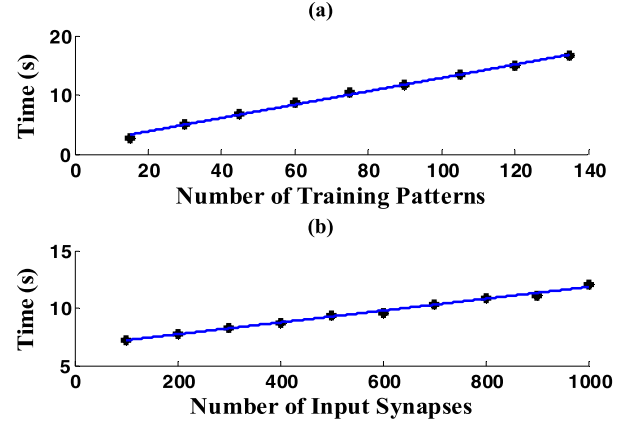 (a)
20
10
0
Time (s)
0 20 40 60 80 100 120 140
Number of Training Patterns
(b)
15
10
5
Time (s)
0 200 400 600 800 1000
Number of Input Synapses